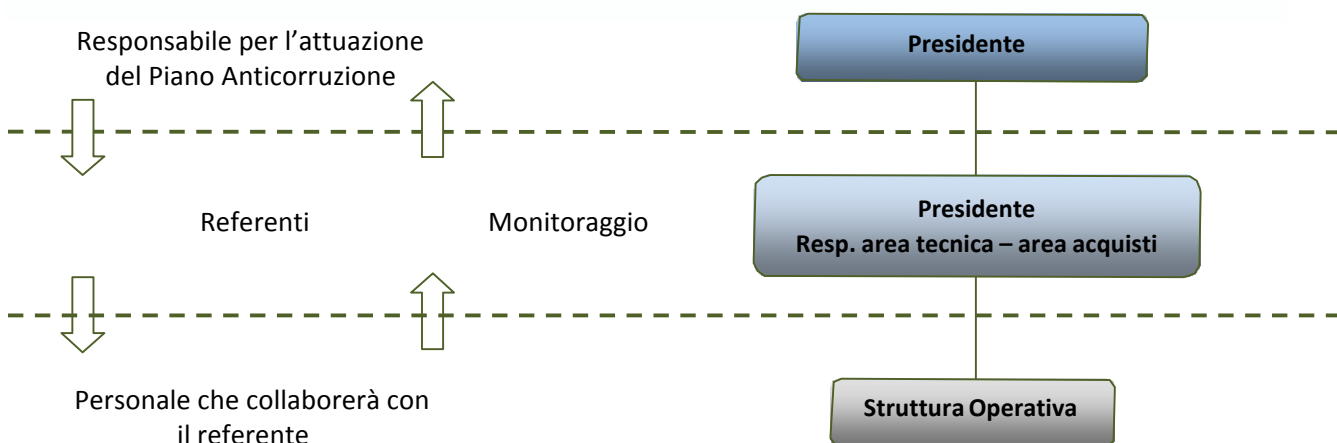 Responsabile per l'attuazione
del Piano Anticorruzione
Presidente
Referenti
Monitoraggio
Presidente
Resp. area tecnica – area acquisti
Personale che collaborerà con
il referente
Struttura Operativa